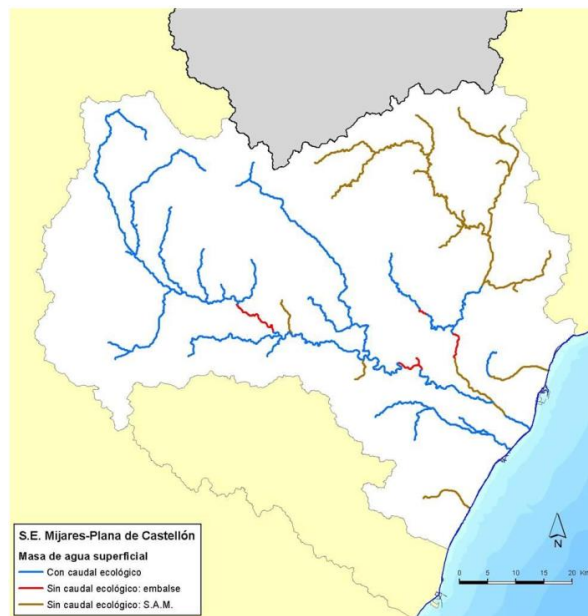 S.E. Mijares-Plana de Castellón
Masa de agua superficial
Con caudal ecológico
Sin caudal ecológico: embalse
Sin caudal ecológico: S.A.M.
N
0 5 10 15 20